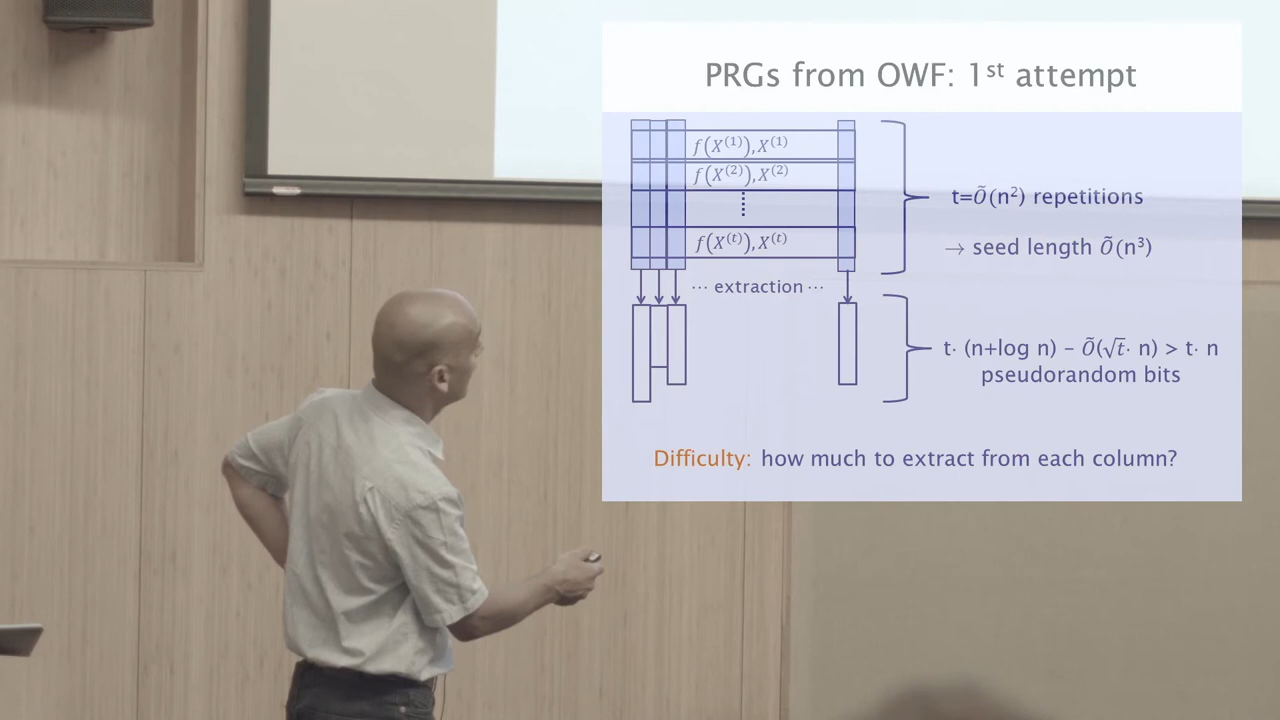 PRGs from OWF: 1st attempt
f(X⁽¹⁾),X⁽¹⁾
f(X⁽²⁾),X⁽²⁾
f(X⁽ᵗ⁾),X⁽ᵗ⁾
t=Õ(n²) repetitions
→ seed length Õ(n³)
··· extraction ···
t· (n+log n) – Õ(√t· n) > t· n
pseudorandom bits
Difficulty: how much to extract from each column?